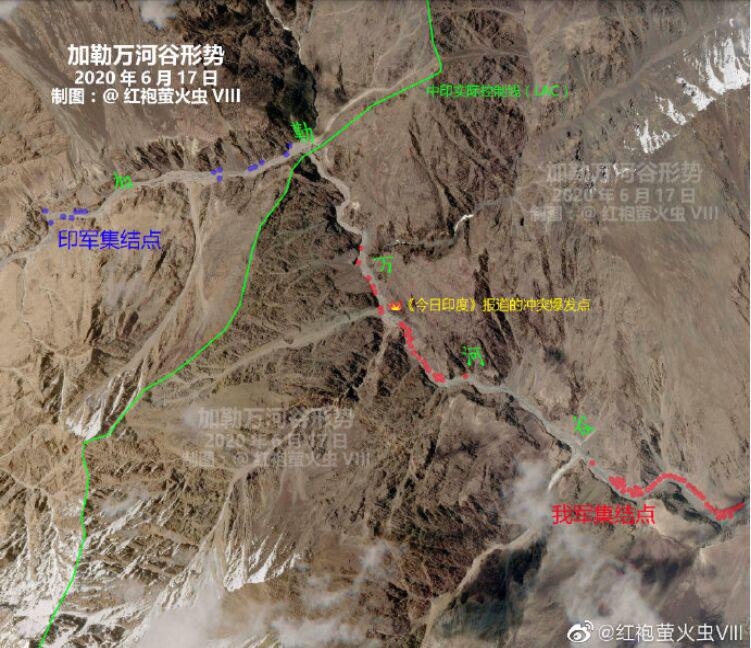 加勒万河谷形势
2020 年 6 月 17 日
制图：@ 红袍萤火虫 VIII
中印实际控制线（LAC）
勒
加
加勒万河谷形势
2020 年 6 月 17 日
制图：@ 红袍萤火虫 VIII
印军集结点
万
《今日印度》报道的冲突爆发点
河
加勒万河谷形势
2020 年 6 月 17 日
制图：@ 红袍萤火虫 VIII
谷
我军集结点
@红袍萤火虫VIII